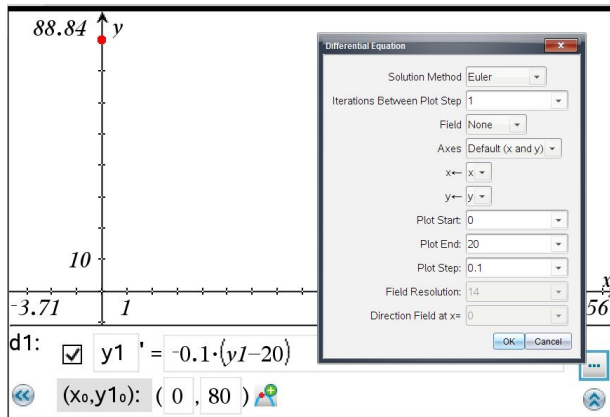 88.84 y
10
-3.71 1
x
56
Differential Equation
Solution Method Euler
Iterations Between Plot Step 1
Field None
Axes Default (x and y)
x← x
y← y
Plot Start: 0
Plot End: 20
Plot Step: 0.1
Field Resolution: 14
Direction Field at x= 0
OK Cancel
d1: y1 ' = -0.1·(y1-20)
(x₀,y1₀): ( 0 , 80 )
...